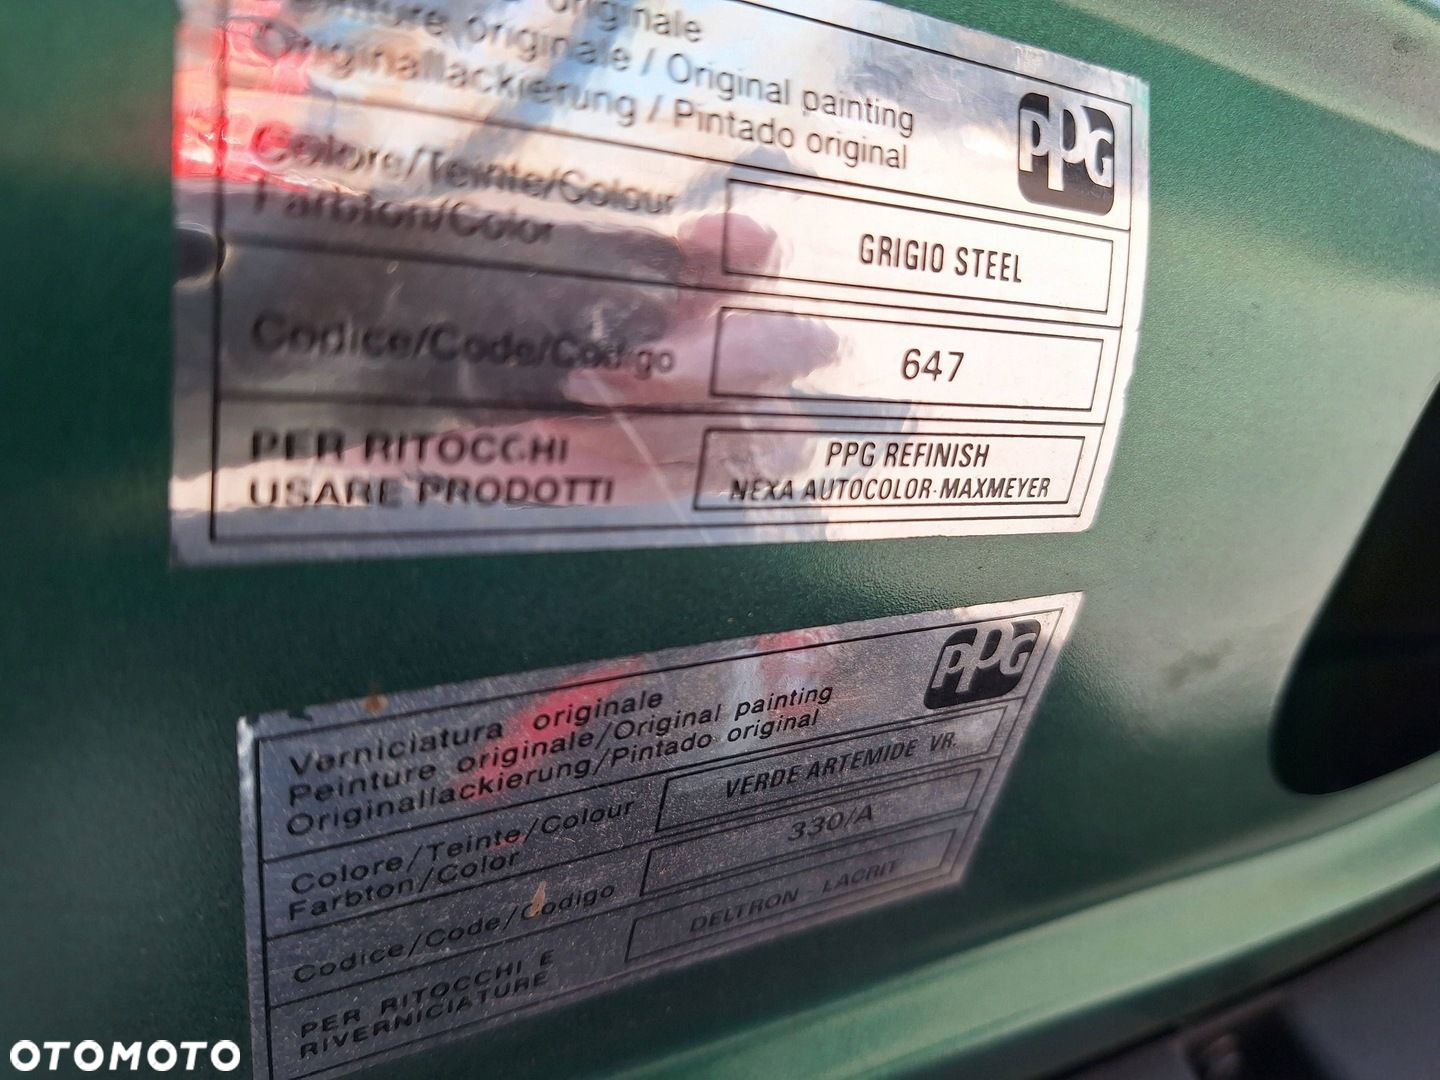 originale
Peinture originale / Original painting
Originallackierung / Pintado original
PPG
Colore/Teinte/Colour
Farbton/Color
GRIGIO STEEL
Codice/Code/Codigo
647
PER RITOCCHI
USARE PRODOTTI
PPG REFINISH
NEXA AUTOCOLOR-MAXMEYER
PPG
Verniciatura originale
Peinture originale/Original painting
Originallackierung/Pintado original
Colore/Teinte/Colour
Farbton/Color
VERDE ARTEMIDE VR.
Codice/Code/Codigo
330/A
PER RITOCCHI E
RIVERNICIATURE
DELTRON - LACRIT
OTOMOTO